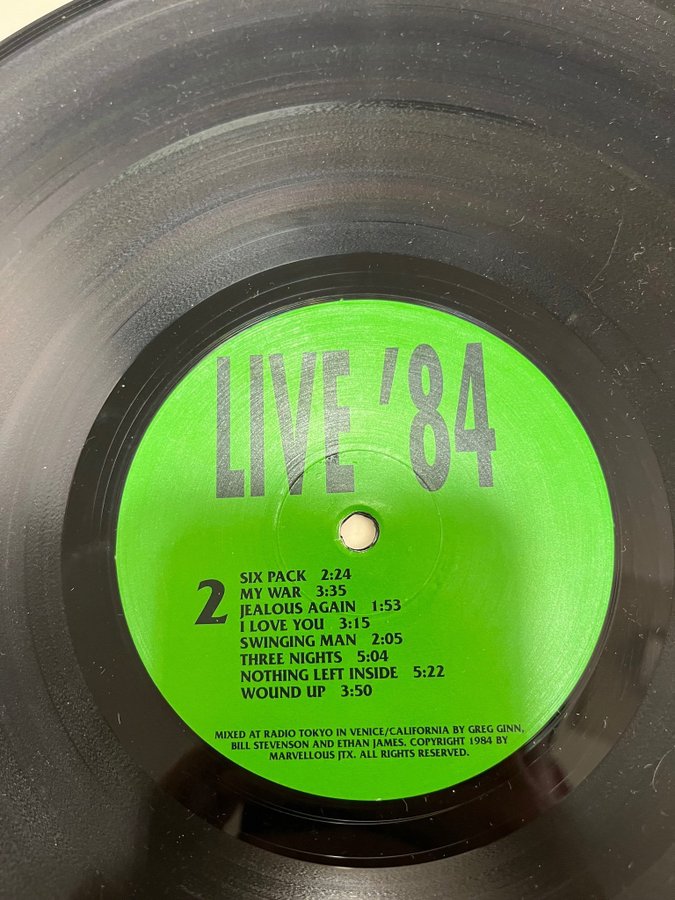 LIVE '84
2
SIX PACK 2:24
MY WAR 3:35
JEALOUS AGAIN 1:53
I LOVE YOU 3:15
SWINGING MAN 2:05
THREE NIGHTS 5:04
NOTHING LEFT INSIDE 5:22
WOUND UP 3:50
MIXED AT RADIO TOKYO IN VENICE/CALIFORNIA BY GREG GINN,
BILL STEVENSON AND ETHAN JAMES. COPYRIGHT 1984 BY
MARVELLOUS JTX. ALL RIGHTS RESERVED.